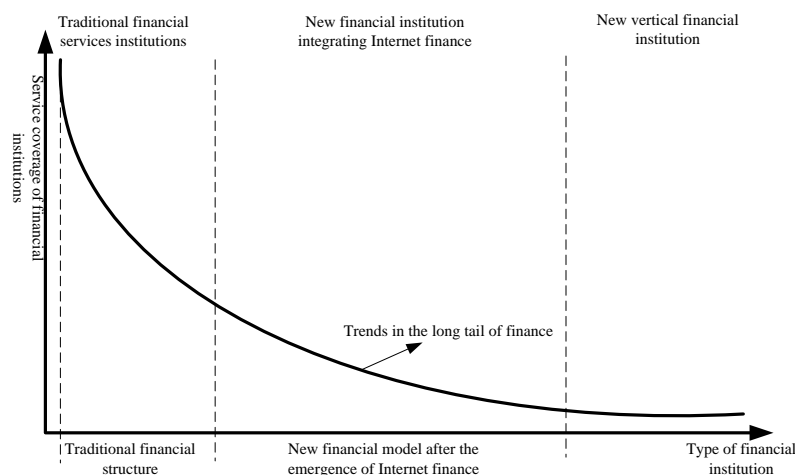 Traditional financial
services institutions
New financial institution
integrating Internet finance
New vertical financial
institution
Service coverage of financial
institutions
Trends in the long tail of finance
Traditional financial
structure
New financial model after the
emergence of Internet finance
Type of financial
institution